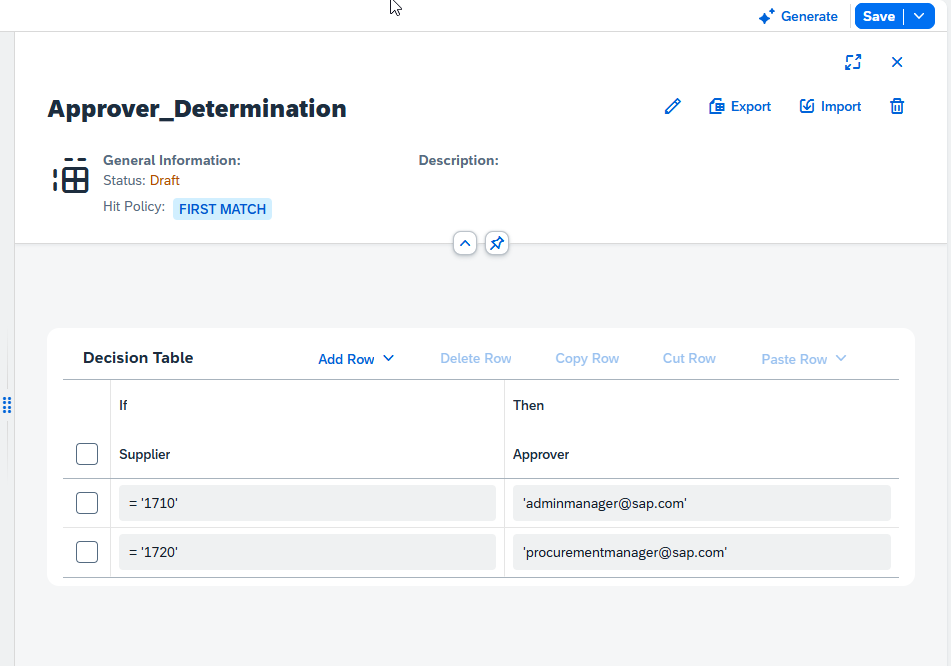 Generate
Save
Approver_Determination
Export
Import
General Information:
Description:
Status: Draft
Hit Policy: FIRST MATCH
Decision Table
Add Row
Delete Row
Copy Row
Cut Row
Paste Row
If
Then
Supplier
Approver
= '1710'
'adminmanager@sap.com'
= '1720'
'procurementmanager@sap.com'